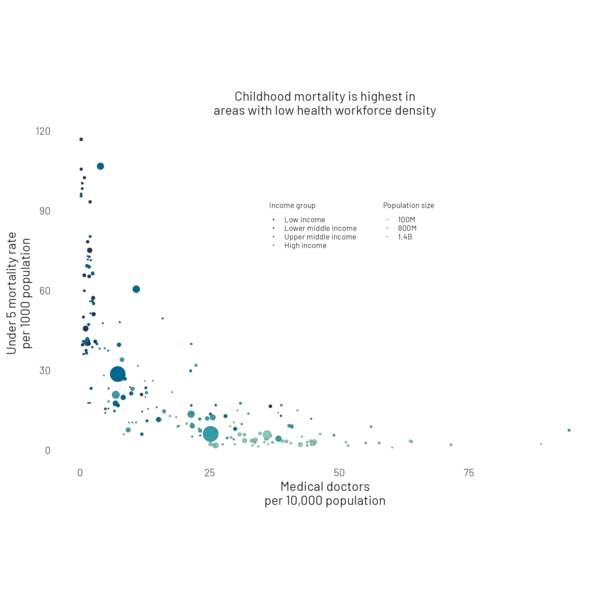 Childhood mortality is highest in
areas with low health workforce density
120
90
60
30
0
Under 5 mortality rate
per 1000 population
Income group
Low income
Lower middle income
Upper middle income
High income
Population size
100M
800M
1.4B
0
25
50
75
Medical doctors
per 10,000 population